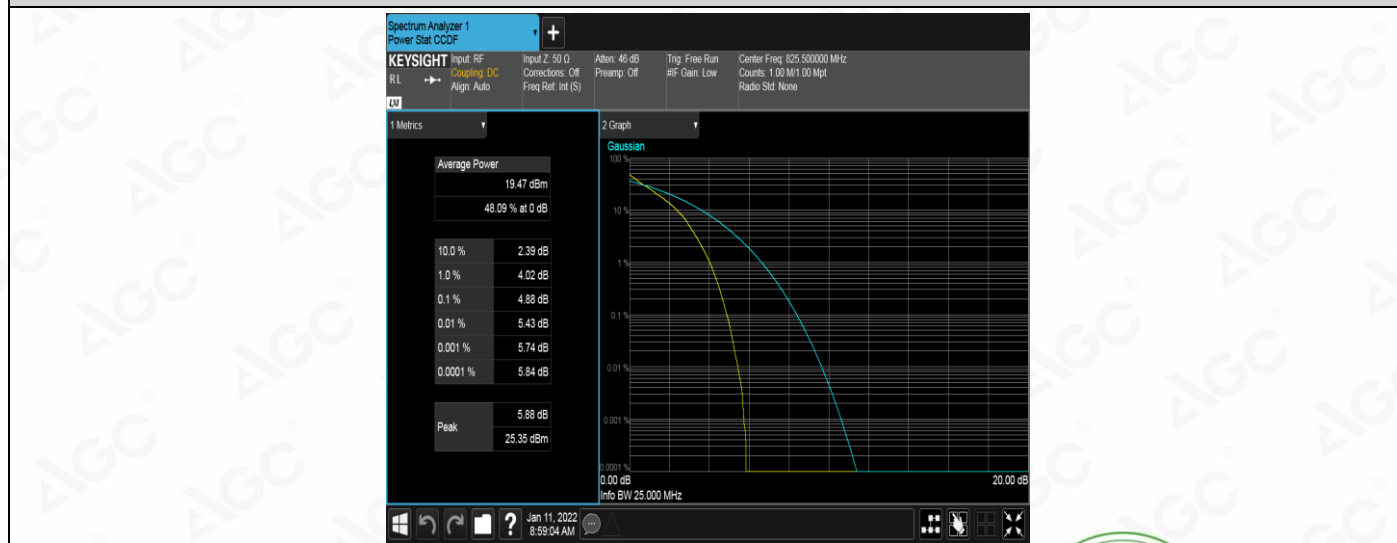 Spectrum Analyzer 1
Power Stat CCDF
+
KEYSIGHT
R L
LXI
Input: RF
Coupling: DC
Align: Auto
Input Z: 50 Ω
Corrections: Off
Freq Ref: Int (S)
Atten: 46 dB
Preamp: Off
Trig: Free Run
#IF Gain: Low
Center Freq: 825.500000 MHz
Counts: 1.00 M/1.00 Mpt
Radio Std: None
1 Metrics
Average Power
19.47 dBm
48.09 % at 0 dB
10.0 % 2.39 dB
1.0 % 4.02 dB
0.1 % 4.88 dB
0.01 % 5.43 dB
0.001 % 5.74 dB
0.0001 % 5.84 dB
Peak
5.88 dB
25.35 dBm
2 Graph
Gaussian
100 %
10 %
1 %
0.1 %
0.01 %
0.001 %
0.0001 %
0.00 dB 20.00 dB
Info BW 25.000 MHz
?
Jan 11, 2022
8:59:04 AM
AGC